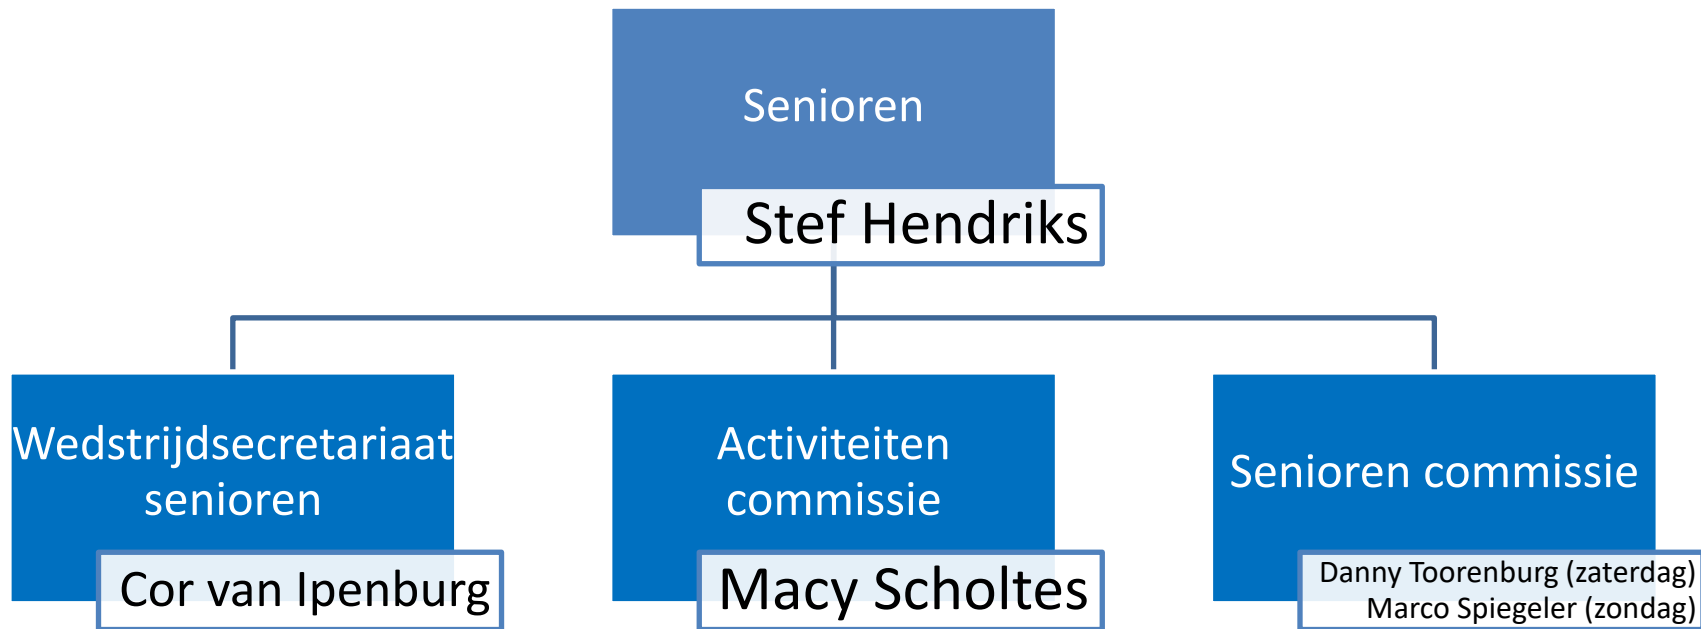 Senioren
Stef Hendriks
Wedstrijdsecretariaat
senioren
Cor van Ipenburg
Activiteiten
commissie
Macy Scholtes
Senioren commissie
Danny Toorenburg (zaterdag)
Marco Spiegeler (zondag)